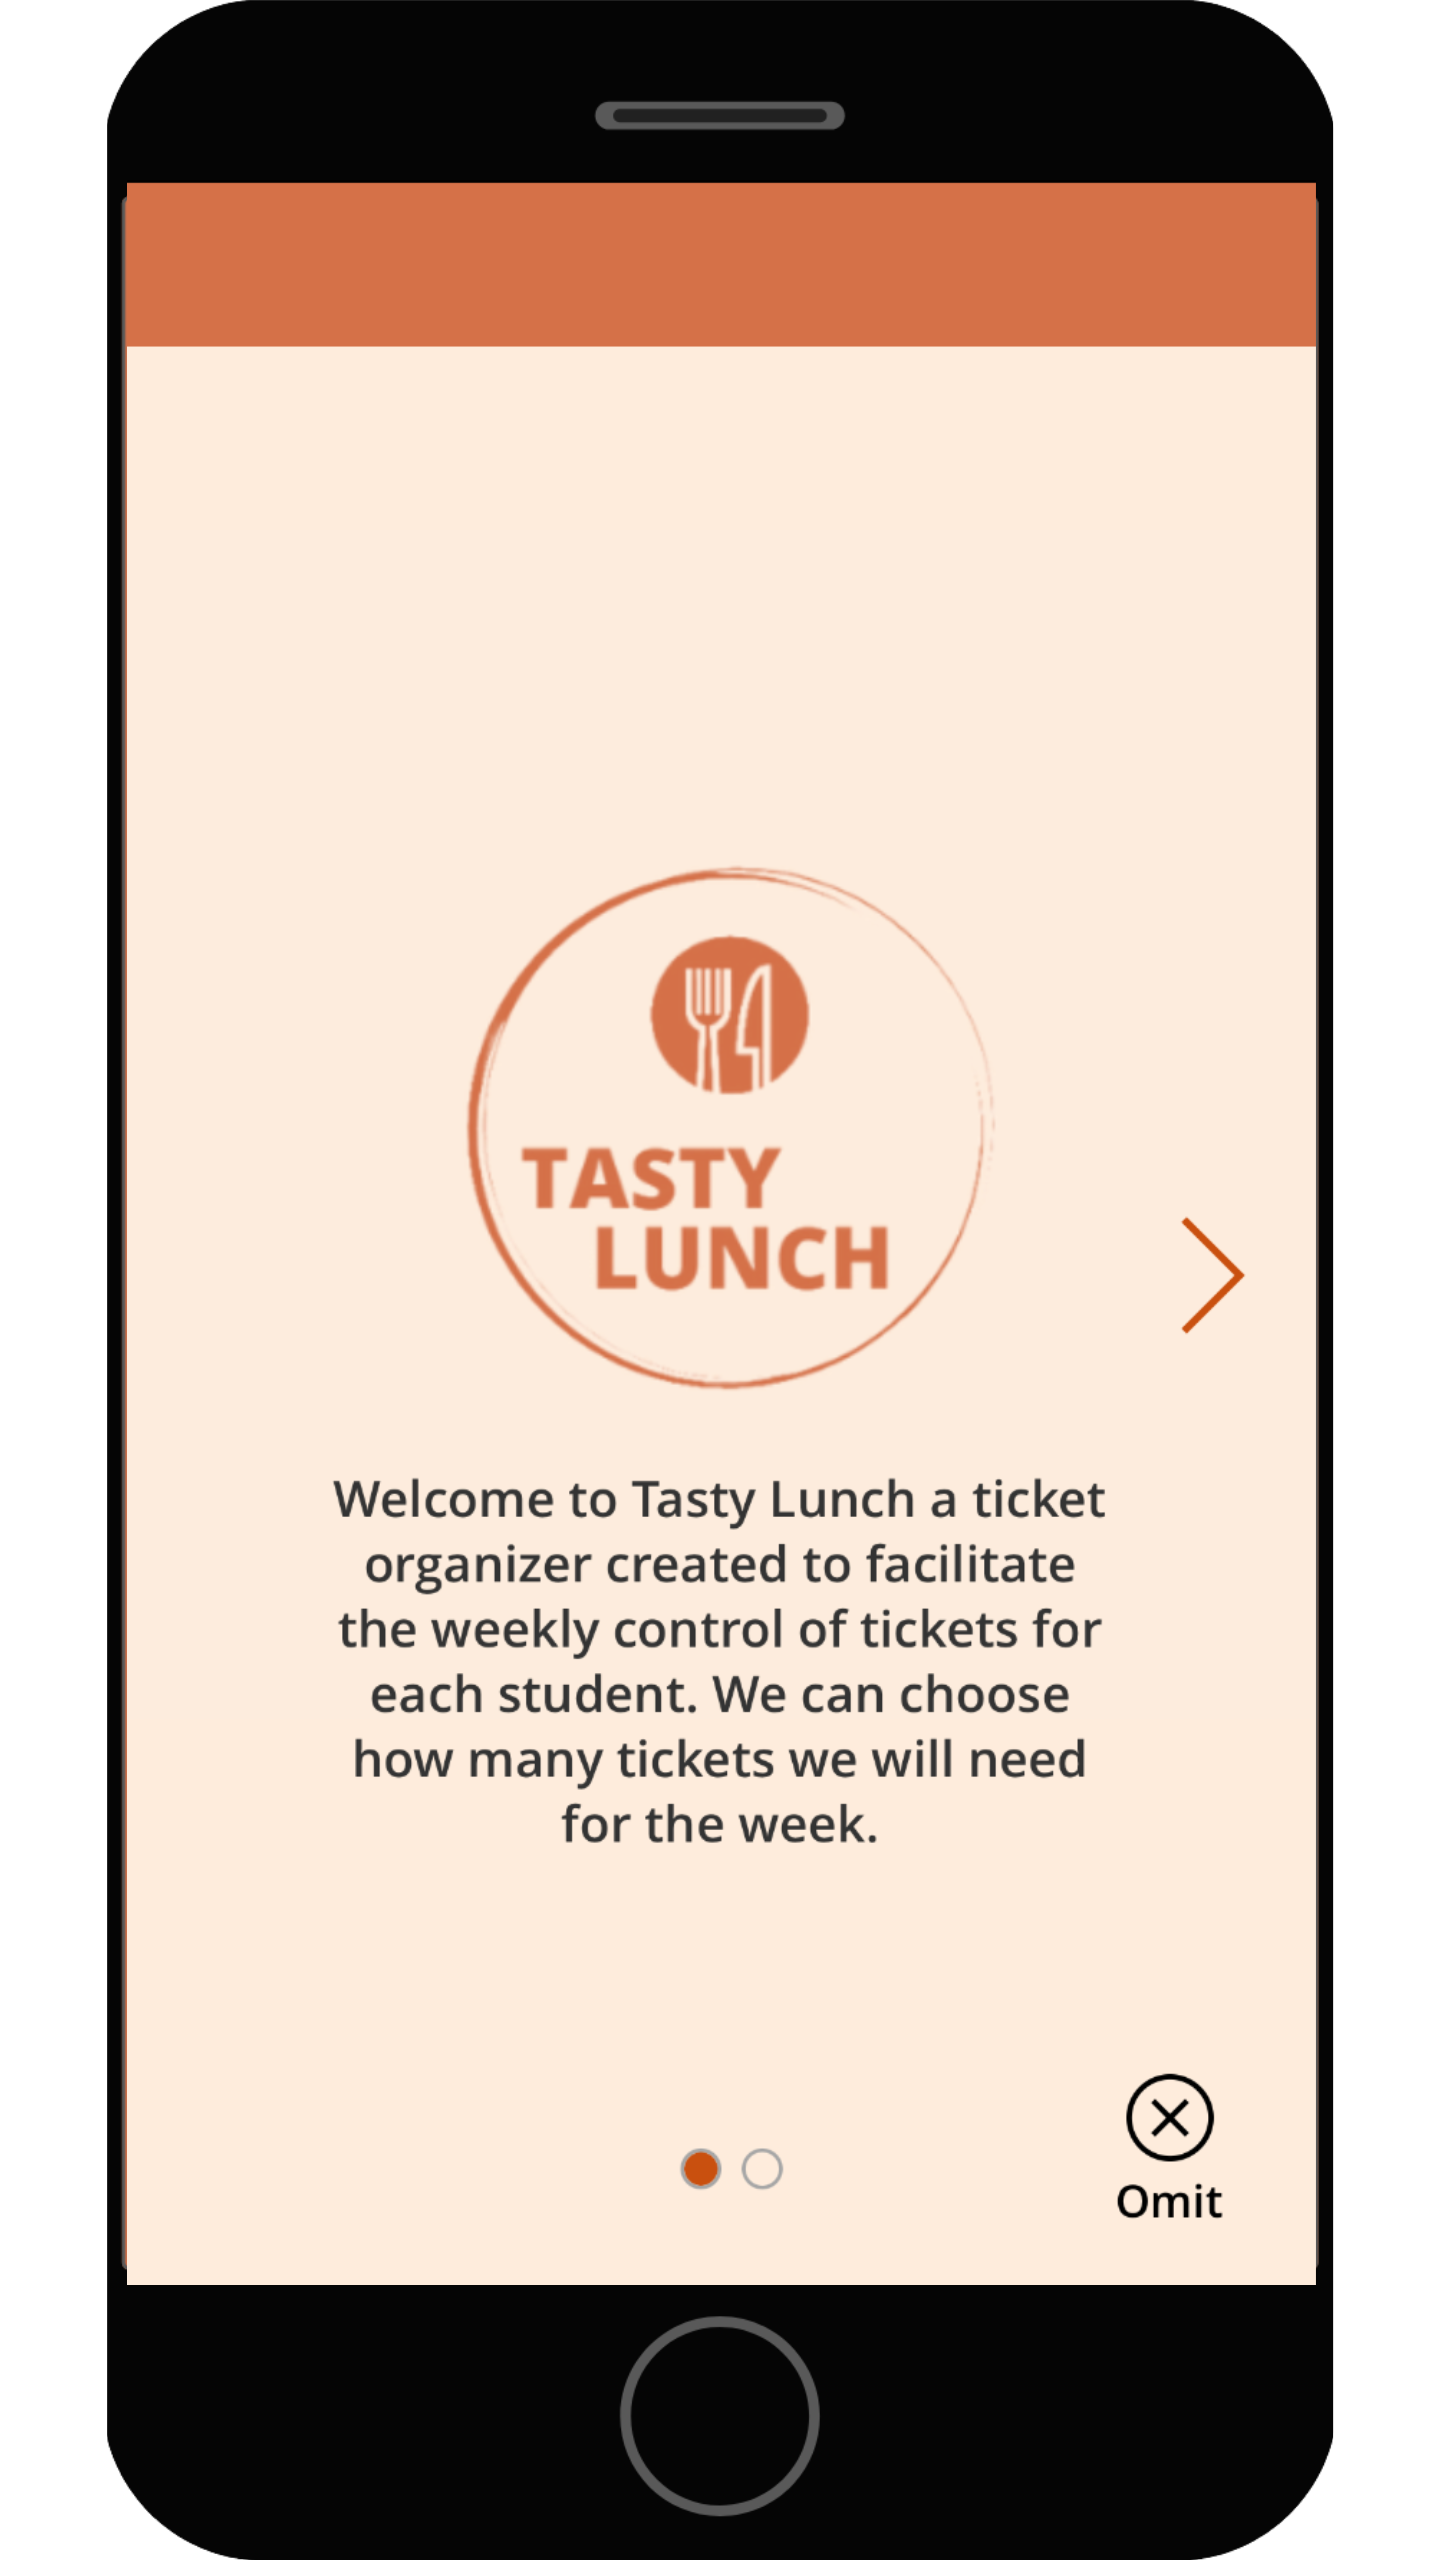 TASTY
LUNCH
Welcome to Tasty Lunch a ticket
organizer created to facilitate
the weekly control of tickets for
each student. We can choose
how many tickets we will need
for the week.
Omit